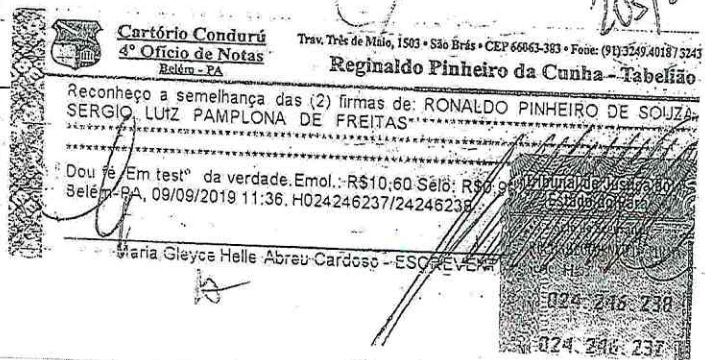 Cartório Condurú
4º Ofício de Notas
Belém - PA
Trav. Três de Maio, 1503 • São Brás • CEP 66063-383 • Fone: (91) 3249.4018 / 3243
Reginaldo Pinheiro da Cunha - Tabelião
Reconheço a semelhança das (2) firmas de: RONALDO PINHEIRO DE SOUZA,
SERGIO LUIZ PAMPLONA DE FREITAS
Dou fé. Em testº da verdade. Emol.: R$10,60 Selo: R$0,9
Belém-PA, 09/09/2019 11:36. H024246237/24246238
Maria Gleyce Helle Abreu Cardoso - ESCREVENT
Tribunal de Justiça do
Estado do Pará
024.246.238
024.246.237